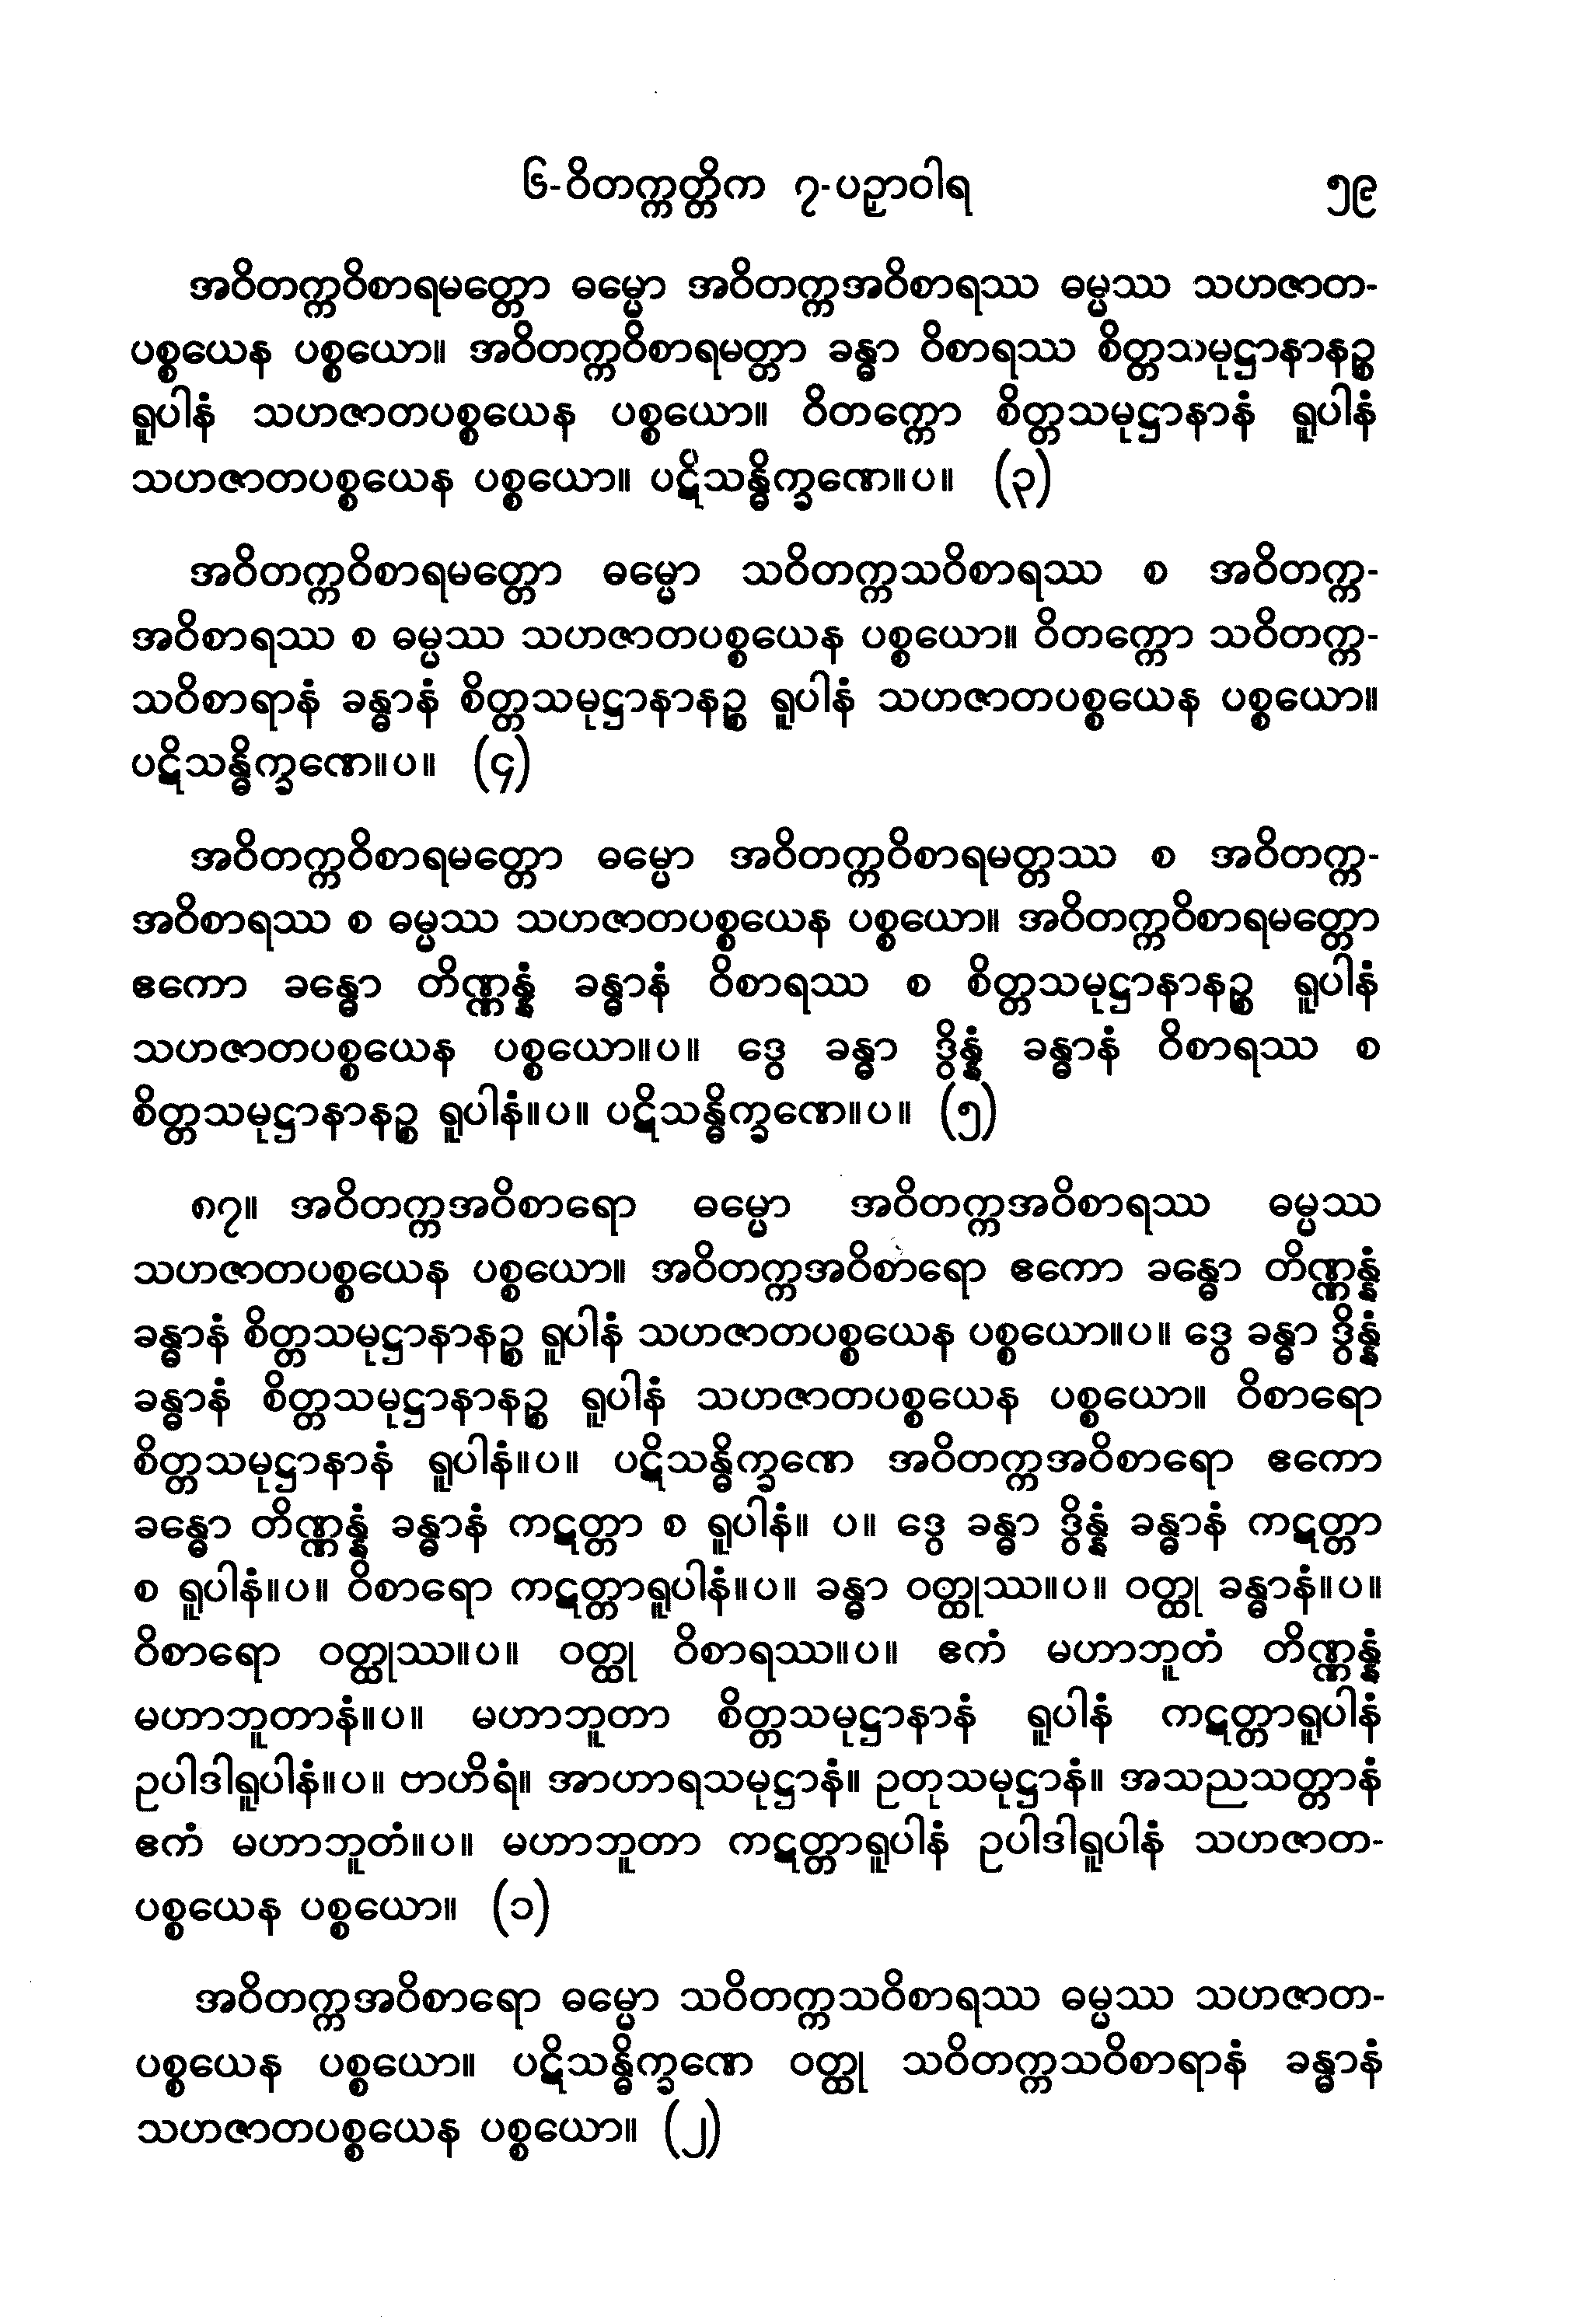 ၆-ဝိတက္ကတ္တိက ၇-ပဉှာဝါရ ၅၉
အဝိတက္ကဝိစာရမတ္တော ဓမ္မော အဝိတက္ကအဝိစာရဿ ဓမ္မဿ သဟဇာတ-
ပစ္စယေန ပစ္စယော။ အဝိတက္ကဝိစာရမတ္တာ ခန္ဓာ ဝိစာရဿ စိတ္တသမုဋ္ဌာနာနဉ္စ
ရူပါနံ သဟဇာတပစ္စယေန ပစ္စယော။ ဝိတက္ကော စိတ္တသမုဋ္ဌာနာနံ ရူပါနံ
သဟဇာတပစ္စယေန ပစ္စယော။ ပဋိသန္ဓိက္ခဏေ။ပ။ (၃)
အဝိတက္ကဝိစာရမတ္တော ဓမ္မော သဝိတက္ကသဝိစာရဿ စ အဝိတက္က-
အဝိစာရဿ စ ဓမ္မဿ သဟဇာတပစ္စယေန ပစ္စယော။ ဝိတက္ကော သဝိတက္က-
သဝိစာရာနံ ခန္ဓာနံ စိတ္တသမုဋ္ဌာနာနဉ္စ ရူပါနံ သဟဇာတပစ္စယေန ပစ္စယော။
ပဋိသန္ဓိက္ခဏေ။ပ။ (၄)
အဝိတက္ကဝိစာရမတ္တော ဓမ္မော အဝိတက္ကဝိစာရမတ္တဿ စ အဝိတက္က-
အဝိစာရဿ စ ဓမ္မဿ သဟဇာတပစ္စယေန ပစ္စယော။ အဝိတက္ကဝိစာရမတ္တော
ဧကော ခန္ဓော တိဏ္ဏန္နံ ခန္ဓာနံ ဝိစာရဿ စ စိတ္တသမုဋ္ဌာနာနဉ္စ ရူပါနံ
သဟဇာတပစ္စယေန ပစ္စယော။ပ။ ဒွေ ခန္ဓာ ဒွိန္နံ ခန္ဓာနံ ဝိစာရဿ စ
စိတ္တသမုဋ္ဌာနာနဉ္စ ရူပါနံ။ပ။ ပဋိသန္ဓိက္ခဏေ။ပ။ (၅)
၈၇။ အဝိတက္ကအဝိစာရော ဓမ္မော အဝိတက္ကအဝိစာရဿ ဓမ္မဿ
သဟဇာတပစ္စယေန ပစ္စယော။ အဝိတက္ကအဝိစာရော ဧကော ခန္ဓော တိဏ္ဏန္နံ
ခန္ဓာနံ စိတ္တသမုဋ္ဌာနာနဉ္စ ရူပါနံ သဟဇာတပစ္စယေန ပစ္စယော။ပ။ ဒွေ ခန္ဓာ ဒွိန္နံ
ခန္ဓာနံ စိတ္တသမုဋ္ဌာနာနဉ္စ ရူပါနံ သဟဇာတပစ္စယေန ပစ္စယော။ ဝိစာရော
စိတ္တသမုဋ္ဌာနာနံ ရူပါနံ။ပ။ ပဋိသန္ဓိက္ခဏေ အဝိတက္ကအဝိစာရော ဧကော
ခန္ဓော တိဏ္ဏန္နံ ခန္ဓာနံ ကဋတ္တာ စ ရူပါနံ။ ပ။ ဒွေ ခန္ဓာ ဒွိန္နံ ခန္ဓာနံ ကဋတ္တာ
စ ရူပါနံ။ပ။ ဝိစာရော ကဋတ္တာရူပါနံ။ပ။ ခန္ဓာ ဝတ္ထုဿ။ပ။ ဝတ္ထု ခန္ဓာနံ။ပ။
ဝိစာရော ဝတ္ထုဿ။ပ။ ဝတ္ထု ဝိစာရဿ။ပ။ ဧကံ မဟာဘူတံ တိဏ္ဏန္နံ
မဟာဘူတာနံ။ပ။ မဟာဘူတာ စိတ္တသမုဋ္ဌာနာနံ ရူပါနံ ကဋတ္တာရူပါနံ
ဥပါဒါရူပါနံ။ပ။ ဗာဟိရံ။ အာဟာရသမုဋ္ဌာနံ။ ဥတုသမုဋ္ဌာနံ။ အသညသတ္တာနံ
ဧကံ မဟာဘူတံ။ပ။ မဟာဘူတာ ကဋတ္တာရူပါနံ ဥပါဒါရူပါနံ သဟဇာတ-
ပစ္စယေန ပစ္စယော။ (၁)
အဝိတက္ကအဝိစာရော ဓမ္မော သဝိတက္ကသဝိစာရဿ ဓမ္မဿ သဟဇာတ-
ပစ္စယေန ပစ္စယော။ ပဋိသန္ဓိက္ခဏေ ဝတ္ထု သဝိတက္ကသဝိစာရာနံ ခန္ဓာနံ
သဟဇာတပစ္စယေန ပစ္စယော။ (၂)